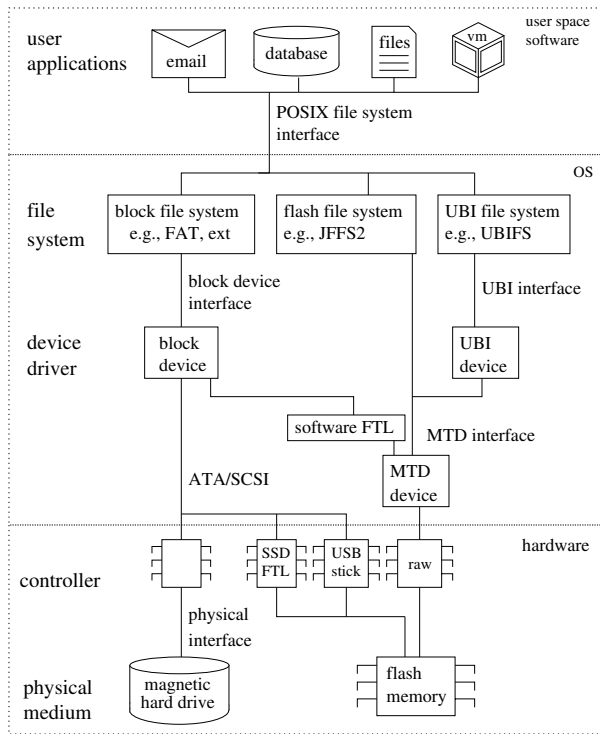 user
applications
email
database
files
vm
user space
software
POSIX file system
interface
OS
file
system
block file system
e.g., FAT, ext
flash file system
e.g., JFFS2
UBI file system
e.g., UBIFS
block device
interface
UBI interface
device
driver
block
device
UBI
device
software FTL
MTD interface
ATA/SCSI
MTD
device
hardware
controller
SSD
FTL
USB
stick
raw
physical
interface
physical
medium
magnetic
hard drive
flash
memory